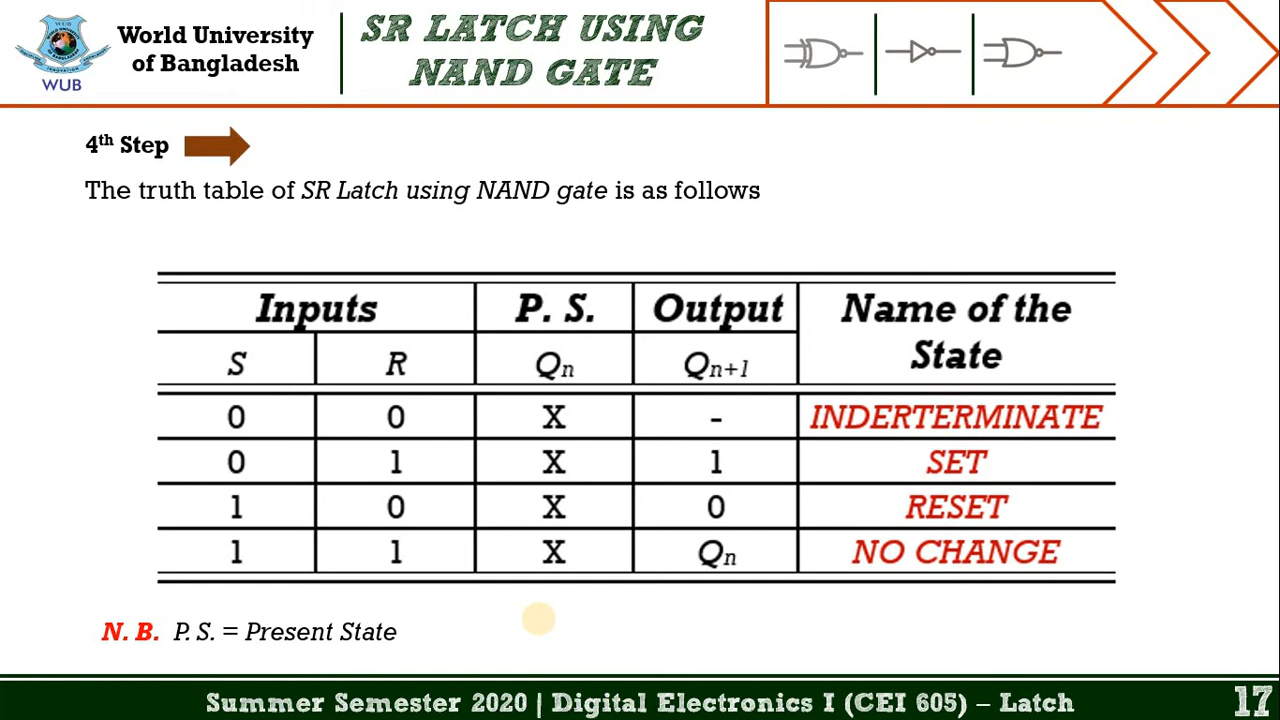 World University
of Bangladesh
WUB
SR LATCH USING
NAND GATE
4th Step
The truth table of SR Latch using NAND gate is as follows
Inputs P. S. Output Name of the State
S R Qn Qn+1
0 0 X - INDERTERMINATE
0 1 X 1 SET
1 0 X 0 RESET
1 1 X Qn NO CHANGE
N. B. P. S. = Present State
Summer Semester 2020 | Digital Electronics I (CEI 605) – Latch 17